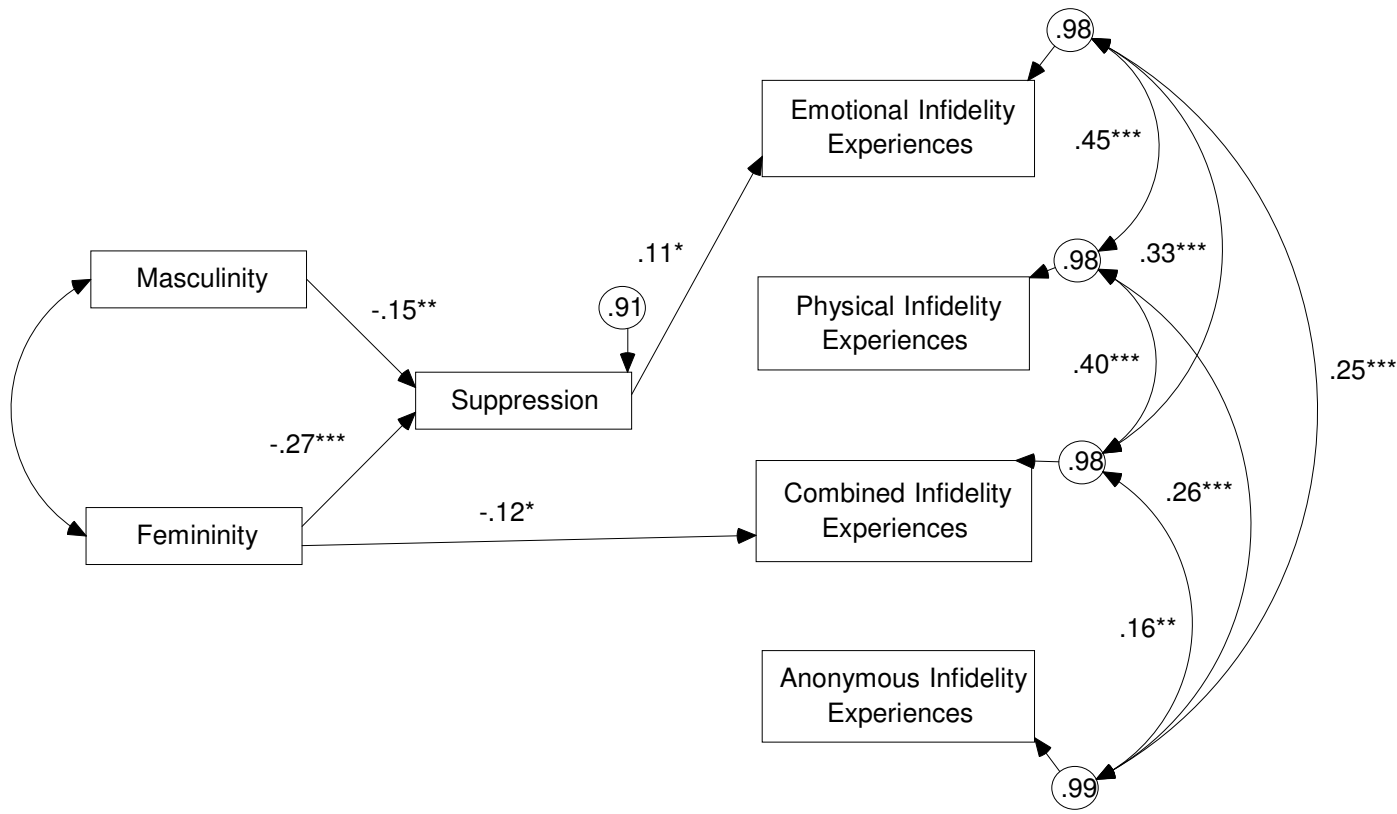 .98
Emotional Infidelity
Experiences
.45***
.11*
.98
.33***
Masculinity
-.15**
.91
Physical Infidelity
Experiences
.40***
.25***
Suppression
-.27***
.98
Combined Infidelity
Experiences
.26***
-.12*
Femininity
.16**
Anonymous Infidelity
Experiences
.99